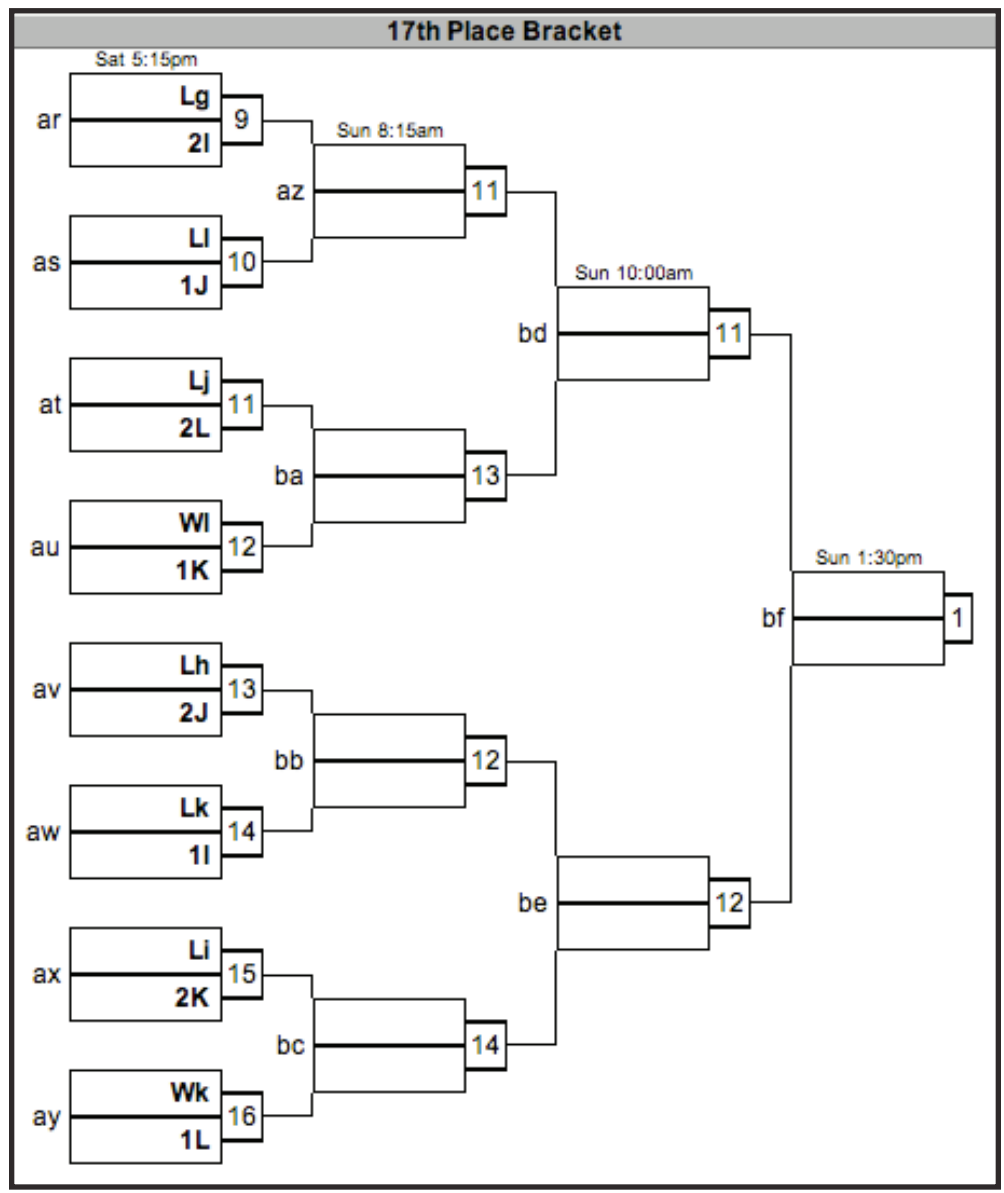 17th Place Bracket
Sat 5:15pm
ar
Lg
9
2I
Sun 8:15am
az
11
as
LI
10
1J
Sun 10:00am
bd
11
at
Lj
11
2L
ba
13
au
WI
12
1K
Sun 1:30pm
bf
1
av
Lh
13
2J
bb
12
aw
Lk
14
1I
be
12
ax
Li
15
2K
bc
14
ay
Wk
16
1L